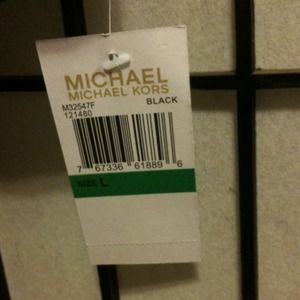 MICHAEL
MICHAEL KORS
M32547F
121480 BLACK
7 67336 61889 6
SIZE L